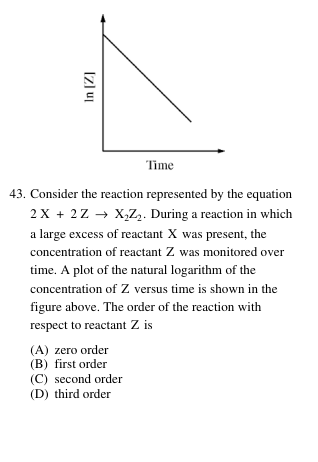 ln [Z]
Time
43. Consider the reaction represented by the equation
2 X + 2 Z → X₂Z₂. During a reaction in which
a large excess of reactant X was present, the
concentration of reactant Z was monitored over
time. A plot of the natural logarithm of the
concentration of Z versus time is shown in the
figure above. The order of the reaction with
respect to reactant Z is
(A) zero order
(B) first order
(C) second order
(D) third order